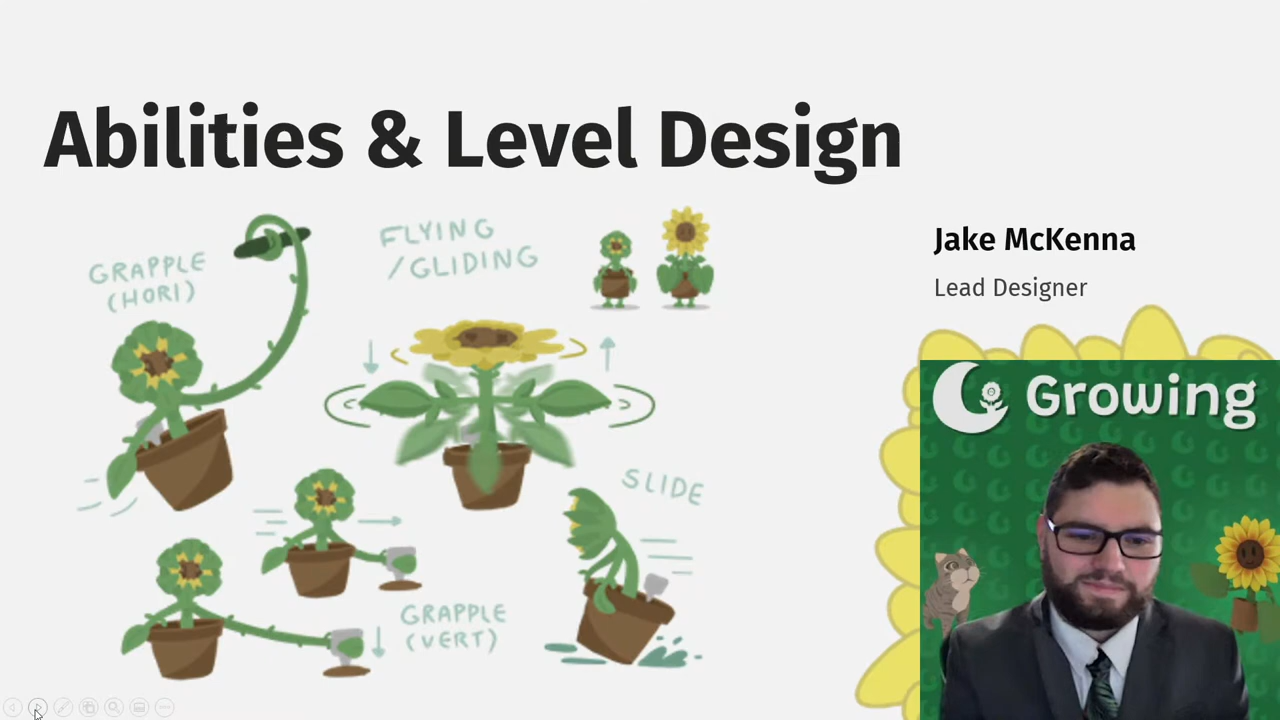 Abilities & Level Design
GRAPPLE
(HORI)
FLYING
/GLIDING
Jake McKenna
Lead Designer
Growing
SLIDE
GRAPPLE
(VERT)